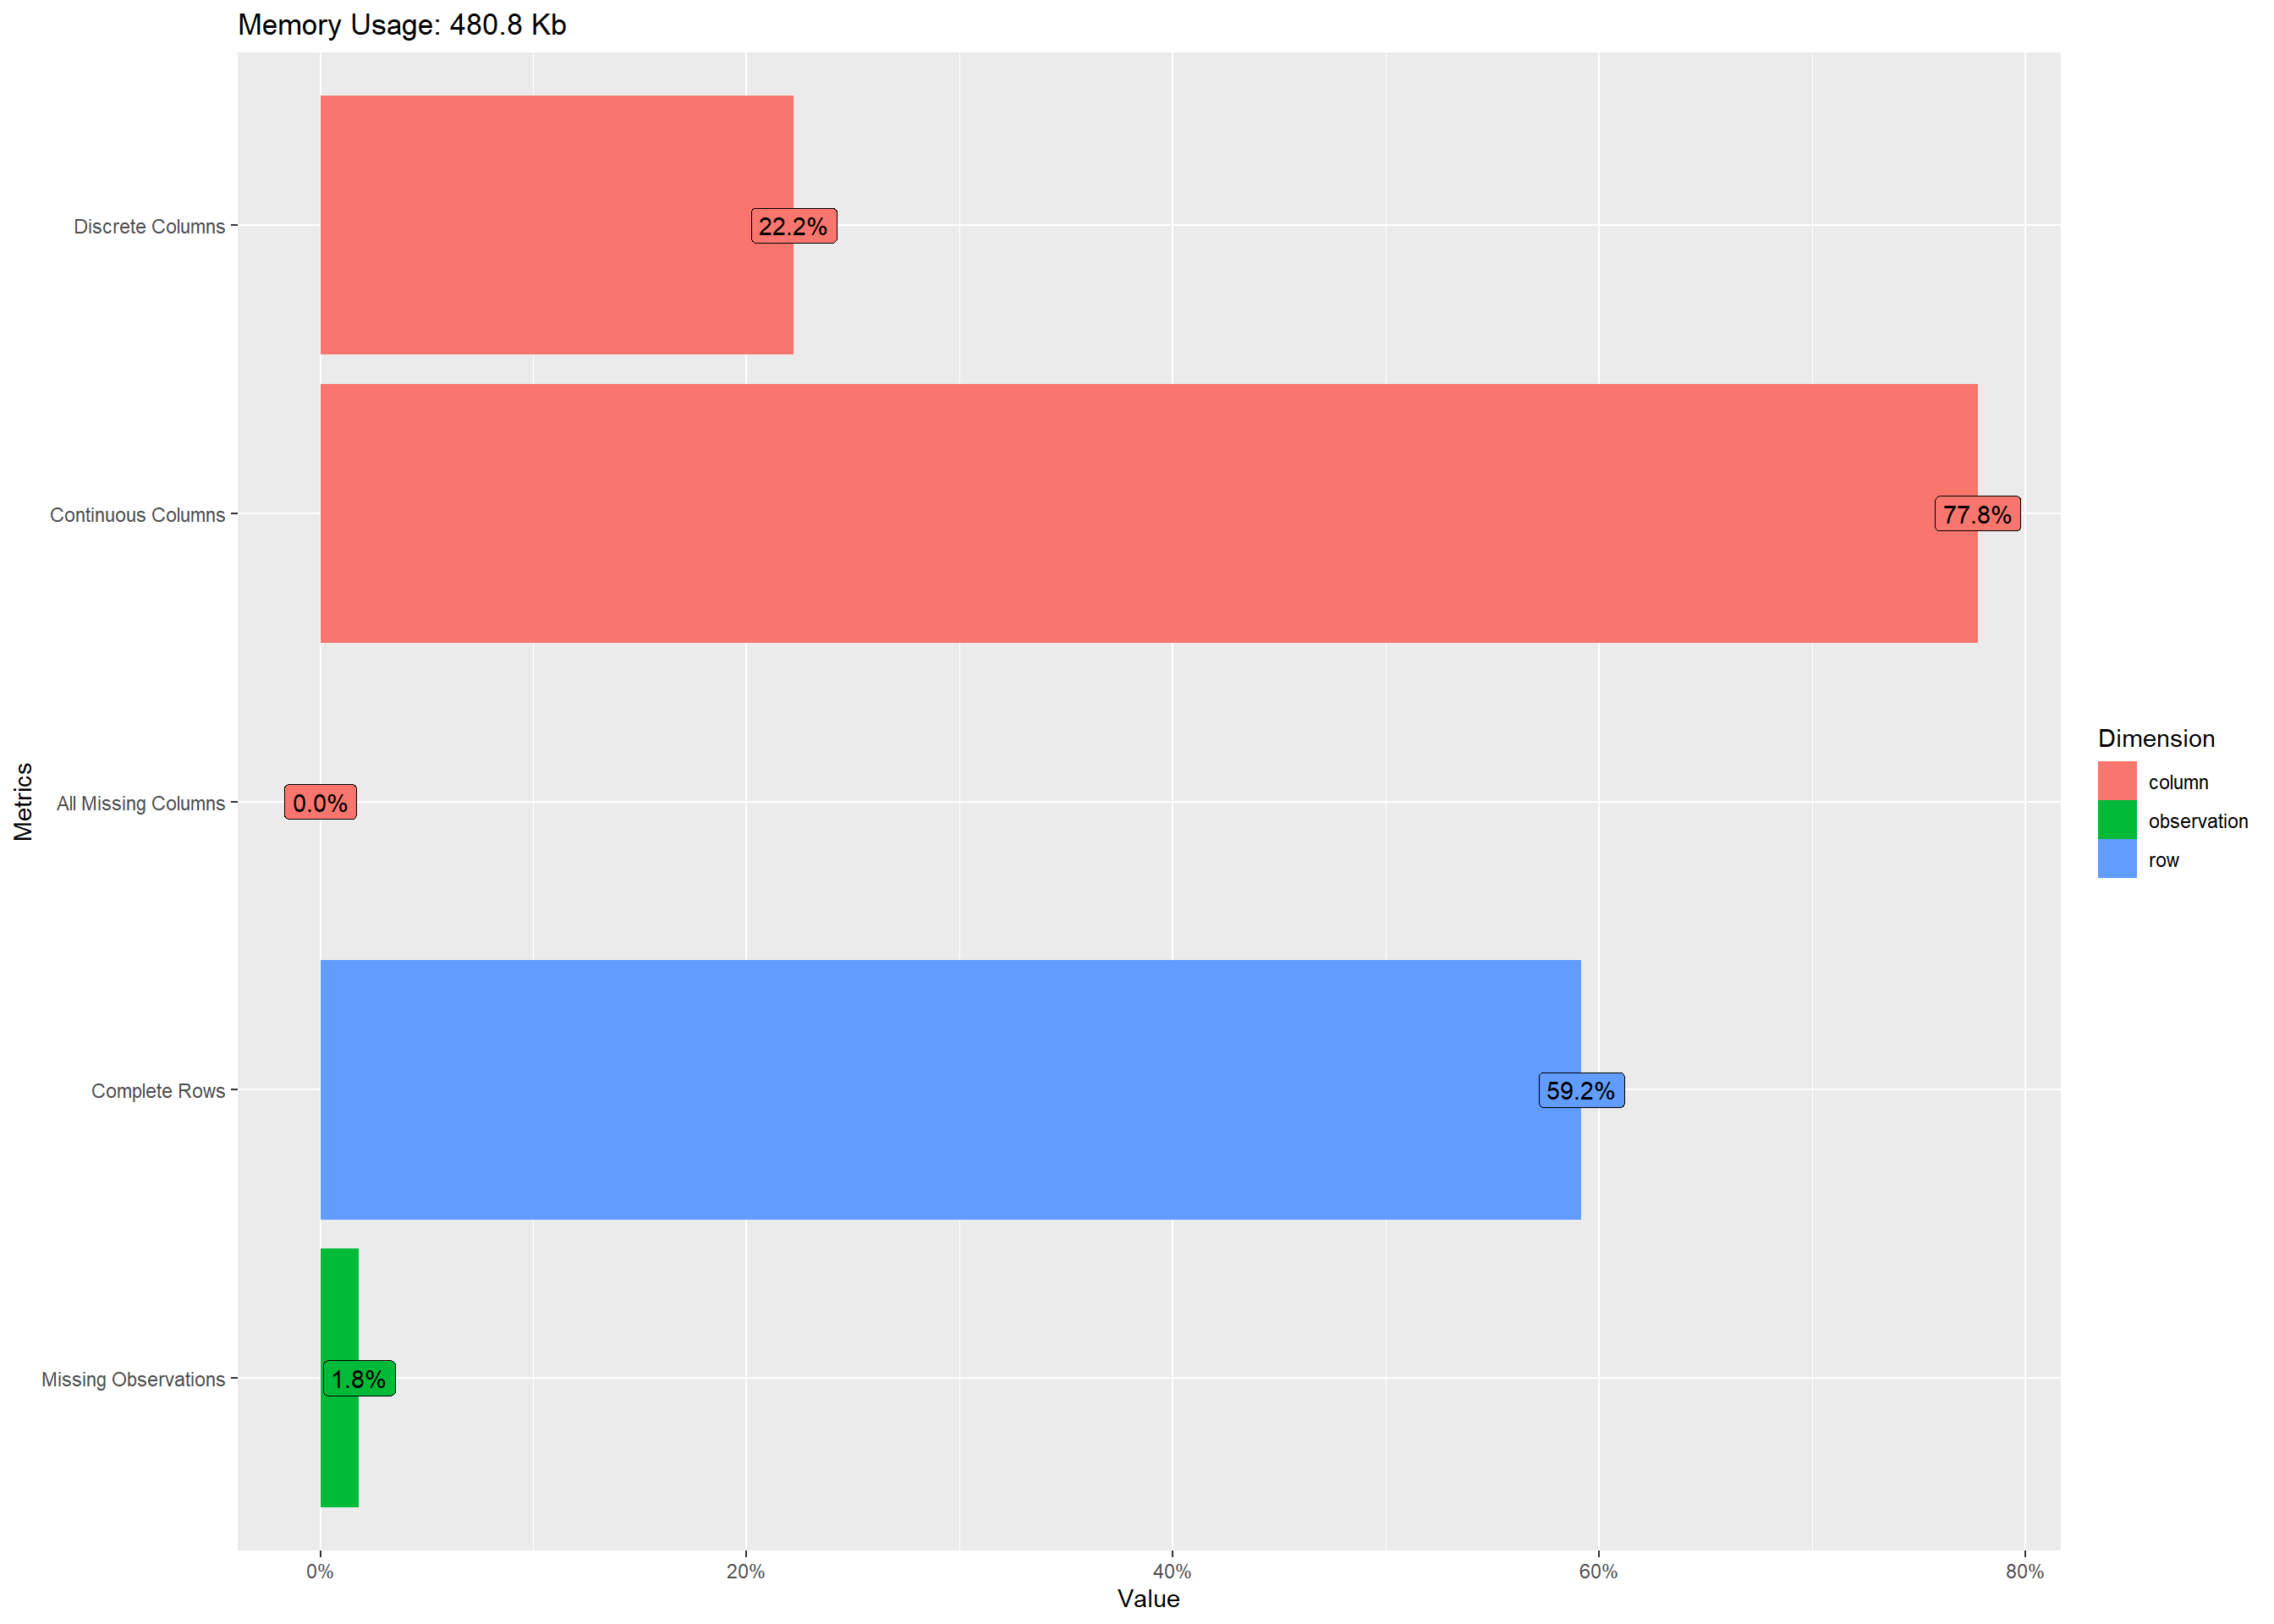 Memory Usage: 480.8 Kb
Discrete Columns
22.2%
Continuous Columns
77.8%
All Missing Columns
0.0%
Complete Rows
59.2%
Missing Observations
1.8%
Metrics
0%
20%
40%
60%
80%
Value
Dimension
column
observation
row